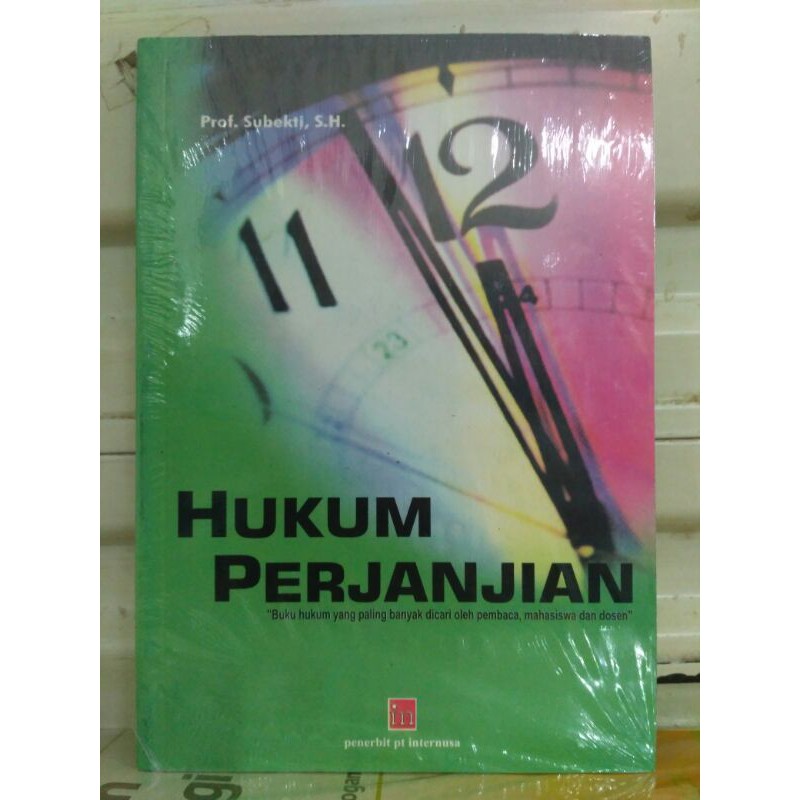 Prof. Subekti, S.H.
12
11
23
HUKUM
PERJANJIAN
"Buku hukum yang paling banyak dicari oleh pembaca, mahasiswa dan dosen"
in
penerbit pt internusa